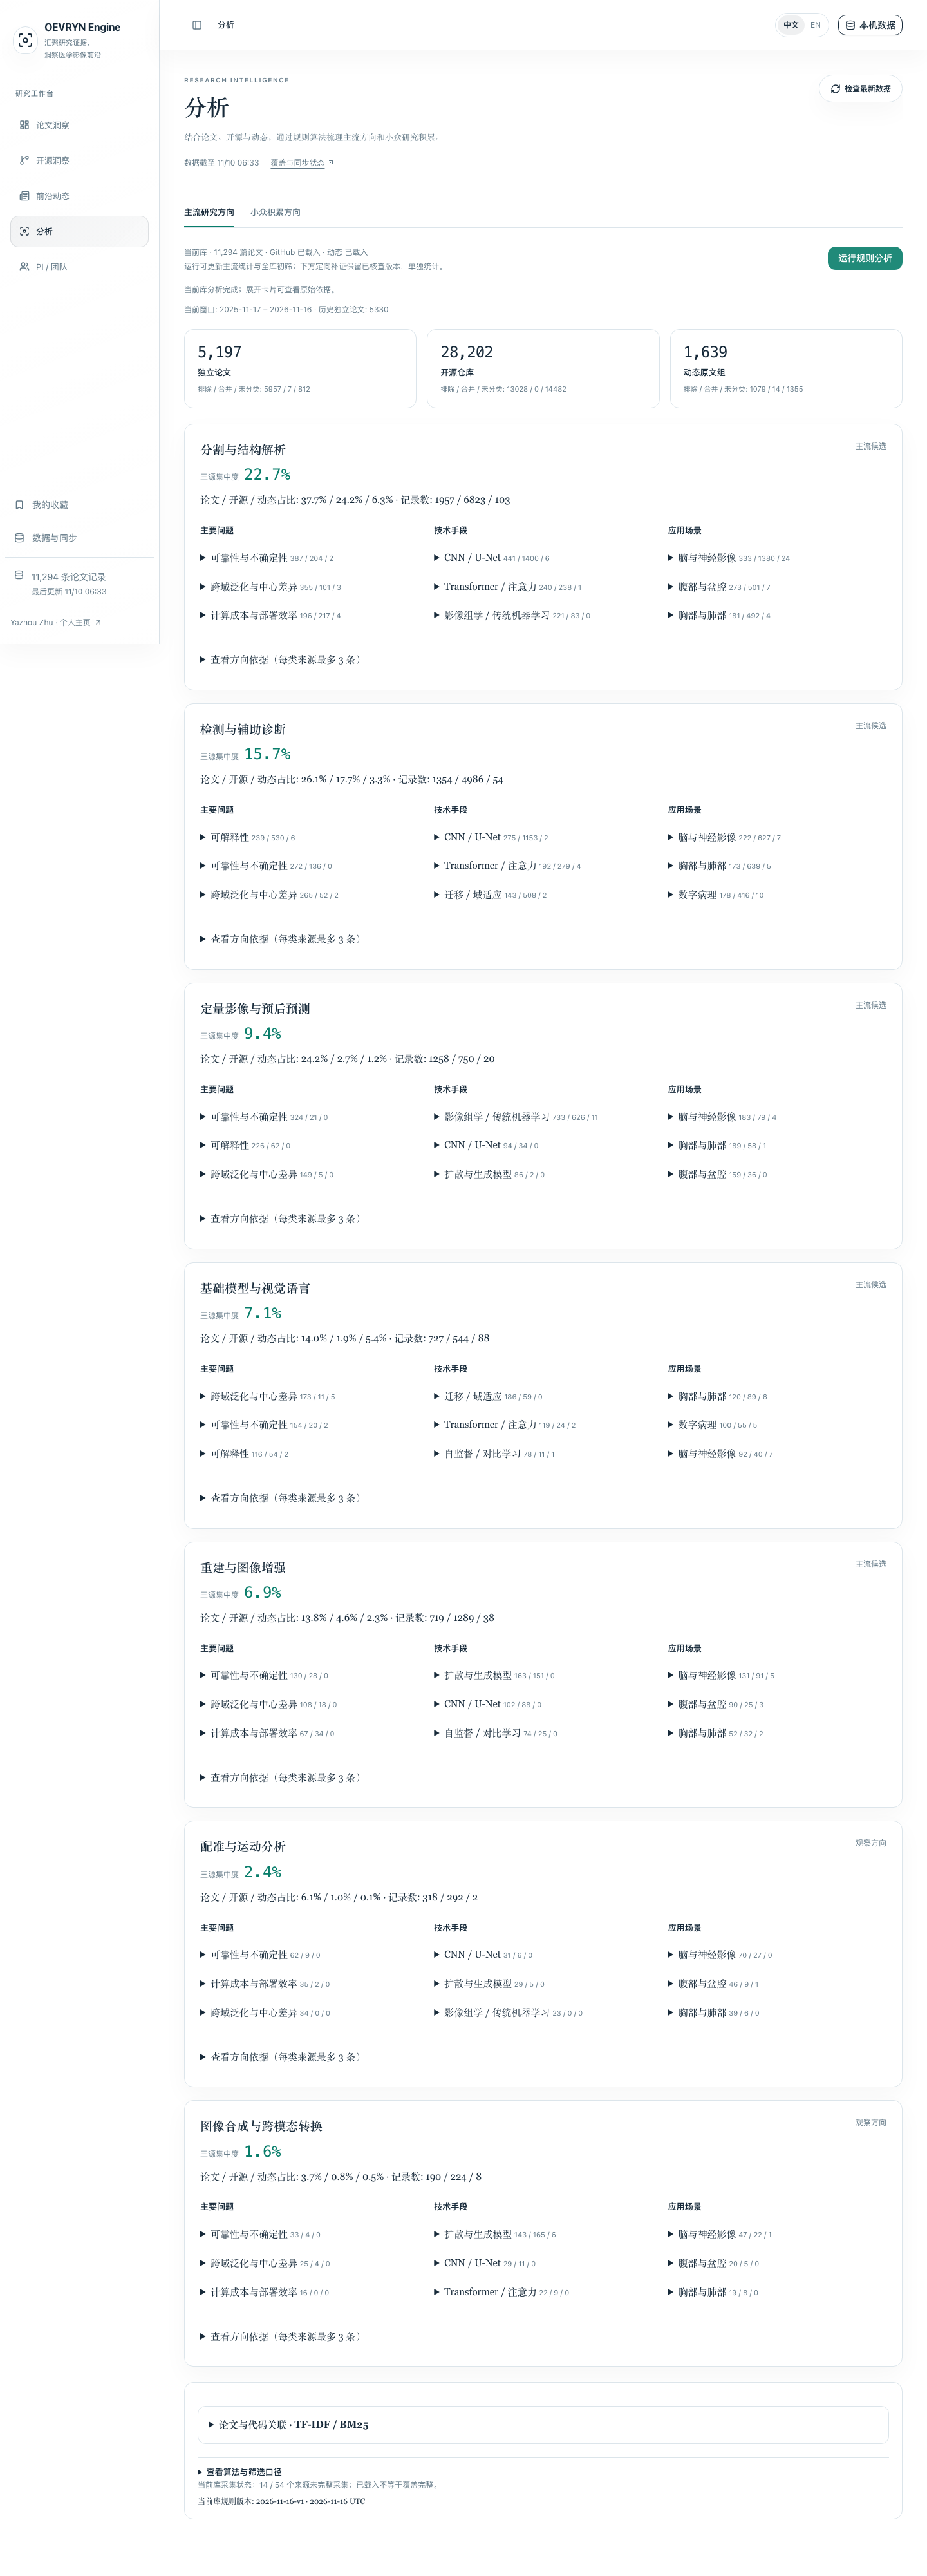 OEVRYN Engine
汇聚研究证据,
洞察医学影像前沿
研究工作台
论文洞察
开源洞察
前沿动态
分析
PI / 团队
我的收藏
数据与同步
11,294 条论文记录
最后更新 11/10 06:33
Yazhou Zhu · 个人主页 ↗
分析
中文 EN
本机数据
RESEARCH INTELLIGENCE
分析
检查最新数据
结合论文、开源与动态，通过规则算法梳理主流方向和小众研究积累。
数据截至 11/10 06:33 覆盖与同步状态 ↗
主流研究方向 小众积累方向
当前库 · 11,294 篇论文 · GitHub 已载入 · 动态 已载入
运行可更新主流统计与全库初筛；下方定向补证保留已核查版本，单独统计。
运行规则分析
当前库分析完成；展开卡片可查看原始依据。
当前窗口: 2025-11-17 – 2026-11-16 · 历史独立论文: 5330
5,197
独立论文
排除 / 合并 / 未分类: 5957 / 7 / 812
28,202
开源仓库
排除 / 合并 / 未分类: 13028 / 0 / 14482
1,639
动态原文组
排除 / 合并 / 未分类: 1079 / 14 / 1355
分割与结构解析
主流候选
三源集中度 22.7%
论文 / 开源 / 动态占比: 37.7% / 24.2% / 6.3% · 记录数: 1957 / 6823 / 103
主要问题 技术手段 应用场景
▶ 可靠性与不确定性 387 / 204 / 2 ▶ CNN / U-Net 441 / 1400 / 6 ▶ 脑与神经影像 333 / 1380 / 24
▶ 跨域泛化与中心差异 355 / 101 / 3 ▶ Transformer / 注意力 240 / 238 / 1 ▶ 腹部与盆腔 273 / 501 / 7
▶ 计算成本与部署效率 196 / 217 / 4 ▶ 影像组学 / 传统机器学习 221 / 83 / 0 ▶ 胸部与肺部 181 / 492 / 4
▶ 查看方向依据（每类来源最多 3 条）
检测与辅助诊断
主流候选
三源集中度 15.7%
论文 / 开源 / 动态占比: 26.1% / 17.7% / 3.3% · 记录数: 1354 / 4986 / 54
主要问题 技术手段 应用场景
▶ 可解释性 239 / 530 / 6 ▶ CNN / U-Net 275 / 1153 / 2 ▶ 脑与神经影像 222 / 627 / 7
▶ 可靠性与不确定性 272 / 136 / 0 ▶ Transformer / 注意力 192 / 279 / 4 ▶ 胸部与肺部 173 / 639 / 5
▶ 跨域泛化与中心差异 265 / 52 / 2 ▶ 迁移 / 域适应 143 / 508 / 2 ▶ 数字病理 178 / 416 / 10
▶ 查看方向依据（每类来源最多 3 条）
定量影像与预后预测
主流候选
三源集中度 9.4%
论文 / 开源 / 动态占比: 24.2% / 2.7% / 1.2% · 记录数: 1258 / 750 / 20
主要问题 技术手段 应用场景
▶ 可靠性与不确定性 324 / 21 / 0 ▶ 影像组学 / 传统机器学习 733 / 626 / 11 ▶ 脑与神经影像 183 / 79 / 4
▶ 可解释性 226 / 62 / 0 ▶ CNN / U-Net 94 / 34 / 0 ▶ 胸部与肺部 189 / 58 / 1
▶ 跨域泛化与中心差异 149 / 5 / 0 ▶ 扩散与生成模型 86 / 2 / 0 ▶ 腹部与盆腔 159 / 36 / 0
▶ 查看方向依据（每类来源最多 3 条）
基础模型与视觉语言
主流候选
三源集中度 7.1%
论文 / 开源 / 动态占比: 14.0% / 1.9% / 5.4% · 记录数: 727 / 544 / 88
主要问题 技术手段 应用场景
▶ 跨域泛化与中心差异 173 / 11 / 5 ▶ 迁移 / 域适应 186 / 59 / 0 ▶ 胸部与肺部 120 / 89 / 6
▶ 可靠性与不确定性 154 / 20 / 2 ▶ Transformer / 注意力 119 / 24 / 2 ▶ 数字病理 100 / 55 / 5
▶ 可解释性 116 / 54 / 2 ▶ 自监督 / 对比学习 78 / 11 / 1 ▶ 脑与神经影像 92 / 40 / 7
▶ 查看方向依据（每类来源最多 3 条）
重建与图像增强
主流候选
三源集中度 6.9%
论文 / 开源 / 动态占比: 13.8% / 4.6% / 2.3% · 记录数: 719 / 1289 / 38
主要问题 技术手段 应用场景
▶ 可靠性与不确定性 130 / 28 / 0 ▶ 扩散与生成模型 163 / 151 / 0 ▶ 脑与神经影像 131 / 91 / 5
▶ 跨域泛化与中心差异 108 / 18 / 0 ▶ CNN / U-Net 102 / 88 / 0 ▶ 腹部与盆腔 90 / 25 / 3
▶ 计算成本与部署效率 67 / 34 / 0 ▶ 自监督 / 对比学习 74 / 25 / 0 ▶ 胸部与肺部 52 / 32 / 2
▶ 查看方向依据（每类来源最多 3 条）
配准与运动分析
观察方向
三源集中度 2.4%
论文 / 开源 / 动态占比: 6.1% / 1.0% / 0.1% · 记录数: 318 / 292 / 2
主要问题 技术手段 应用场景
▶ 可靠性与不确定性 62 / 9 / 0 ▶ CNN / U-Net 31 / 6 / 0 ▶ 脑与神经影像 70 / 27 / 0
▶ 计算成本与部署效率 35 / 2 / 0 ▶ 扩散与生成模型 29 / 5 / 0 ▶ 腹部与盆腔 46 / 9 / 1
▶ 跨域泛化与中心差异 34 / 0 / 0 ▶ 影像组学 / 传统机器学习 23 / 0 / 0 ▶ 胸部与肺部 39 / 6 / 0
▶ 查看方向依据（每类来源最多 3 条）
图像合成与跨模态转换
观察方向
三源集中度 1.6%
论文 / 开源 / 动态占比: 3.7% / 0.8% / 0.5% · 记录数: 190 / 224 / 8
主要问题 技术手段 应用场景
▶ 可靠性与不确定性 33 / 4 / 0 ▶ 扩散与生成模型 143 / 165 / 6 ▶ 脑与神经影像 47 / 22 / 1
▶ 跨域泛化与中心差异 25 / 4 / 0 ▶ CNN / U-Net 29 / 11 / 0 ▶ 腹部与盆腔 20 / 5 / 0
▶ 计算成本与部署效率 16 / 0 / 0 ▶ Transformer / 注意力 22 / 9 / 0 ▶ 胸部与肺部 19 / 8 / 0
▶ 查看方向依据（每类来源最多 3 条）
▶ 论文与代码关联 · TF-IDF / BM25
▶ 查看算法与筛选口径
当前库采集状态：14 / 54 个来源未完整采集；已载入不等于覆盖完整。
当前库规则版本: 2026-11-16-v1 · 2026-11-16 UTC